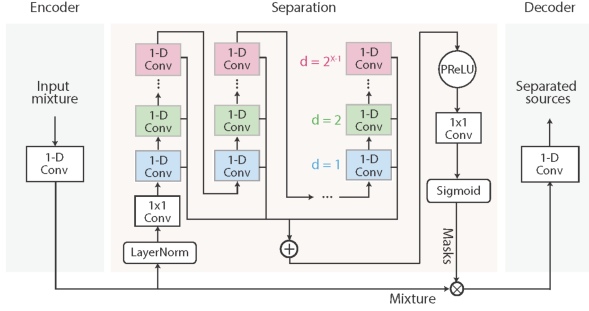 Encoder
Separation
Decoder
Input
mixture
1-D
Conv
1-D
Conv
...
1-D
Conv
1-D
Conv
1x1
Conv
LayerNorm
1-D
Conv
...
1-D
Conv
1-D
Conv
...
d = 2^X-1
1-D
Conv
...
d = 2
1-D
Conv
d = 1
1-D
Conv
+
PReLU
1x1
Conv
Sigmoid
Masks
Mixture
Separated
sources
1-D
Conv